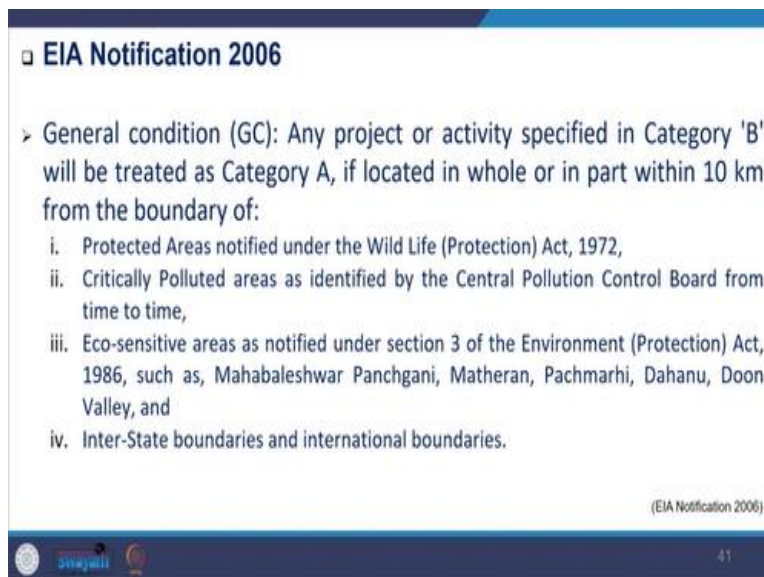 EIA Notification 2006
General condition (GC): Any project or activity specified in Category 'B'
will be treated as Category A, if located in whole or in part within 10 km
from the boundary of:
i. Protected Areas notified under the Wild Life (Protection) Act, 1972,
ii. Critically Polluted areas as identified by the Central Pollution Control Board from
time to time,
iii. Eco-sensitive areas as notified under section 3 of the Environment (Protection) Act,
1986, such as, Mahabaleshwar Panchgani, Matheran, Pachmarhi, Dahanu, Doon
Valley, and
iv. Inter-State boundaries and international boundaries.
(EIA Notification 2006)
swayam
41